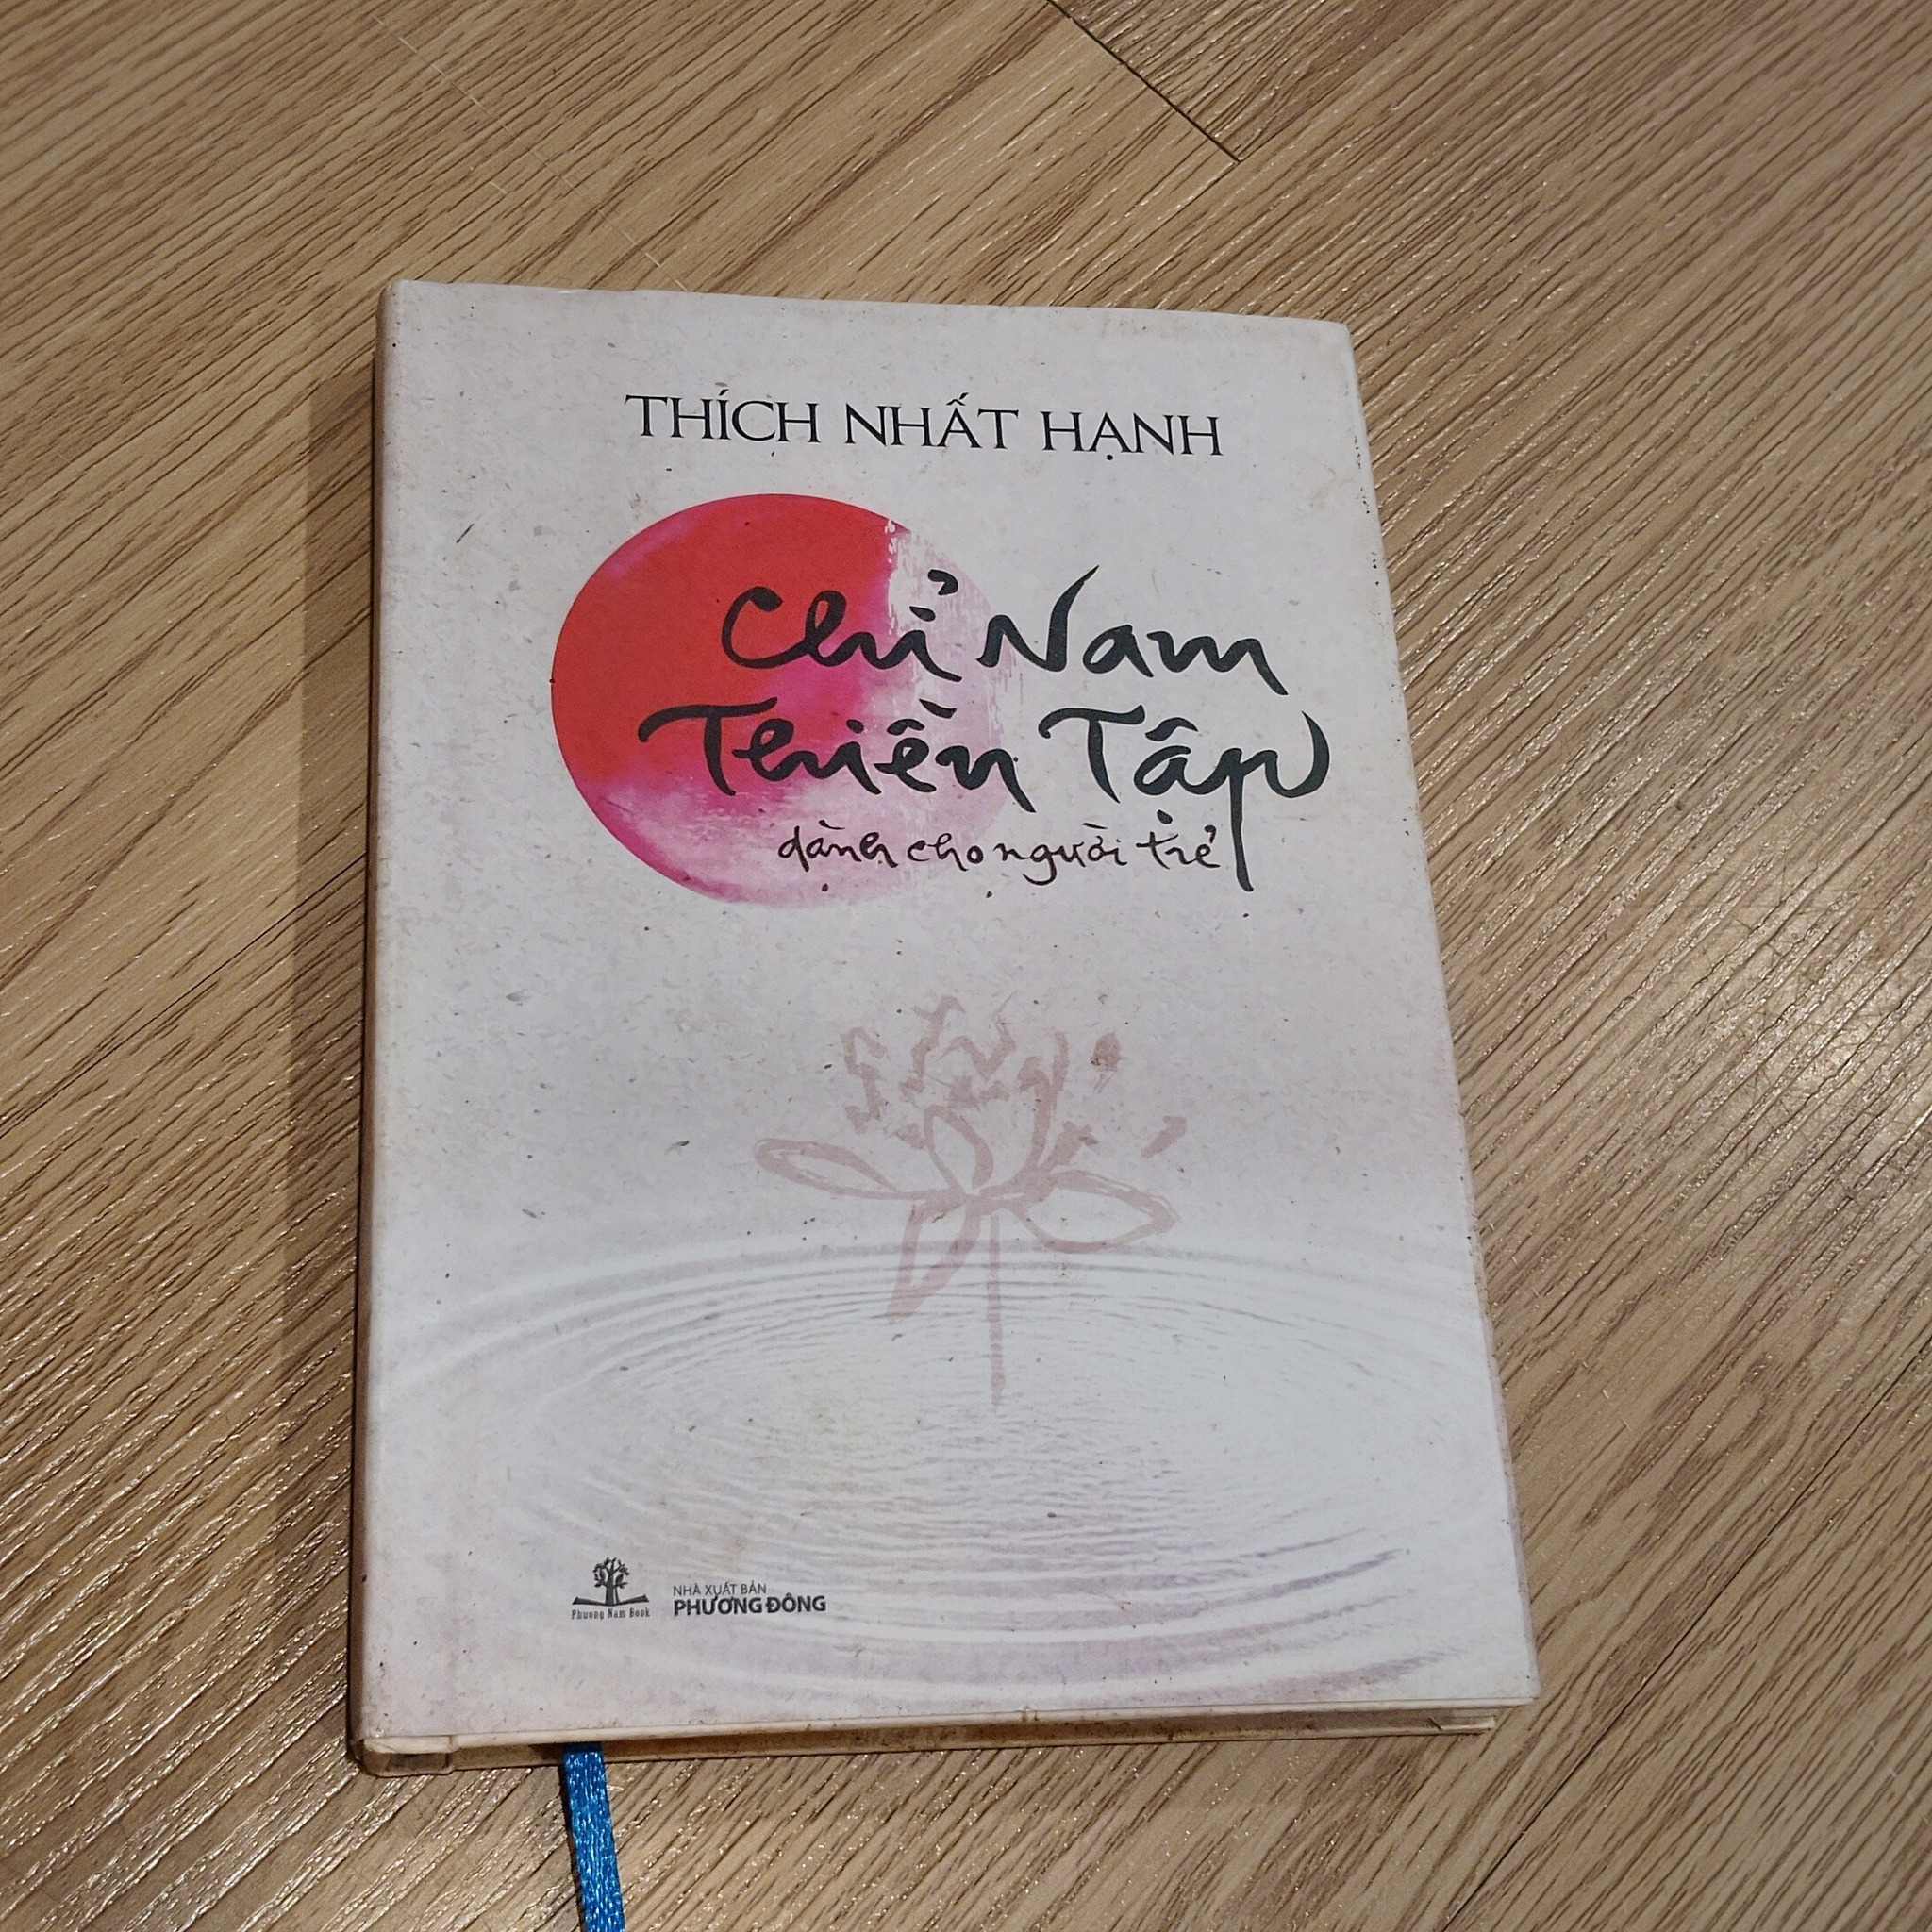 THÍCH NHẤT HẠNH
Chỉ Nam
Thiền Tập
dành cho người trẻ
Phuong Nam Book
NHÀ XUẤT BẢN
PHƯƠNG ĐÔNG